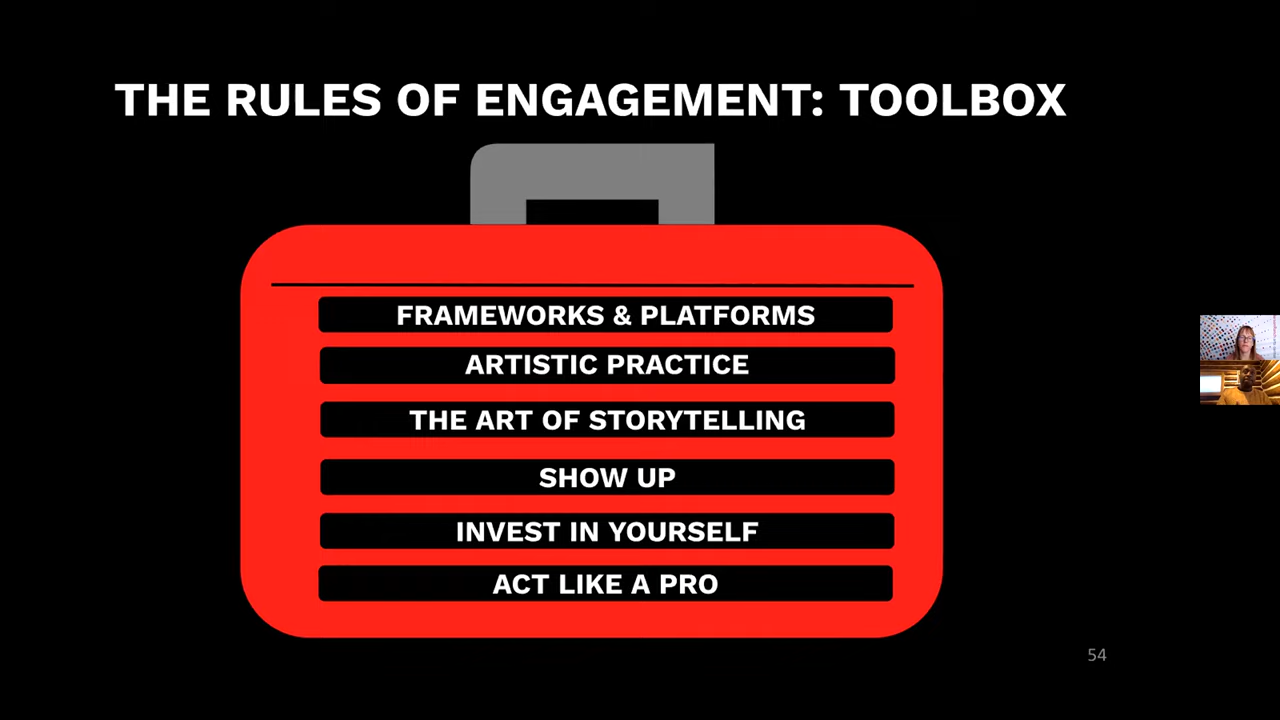 THE RULES OF ENGAGEMENT: TOOLBOX
FRAMEWORKS & PLATFORMS
ARTISTIC PRACTICE
THE ART OF STORYTELLING
SHOW UP
INVEST IN YOURSELF
ACT LIKE A PRO
54